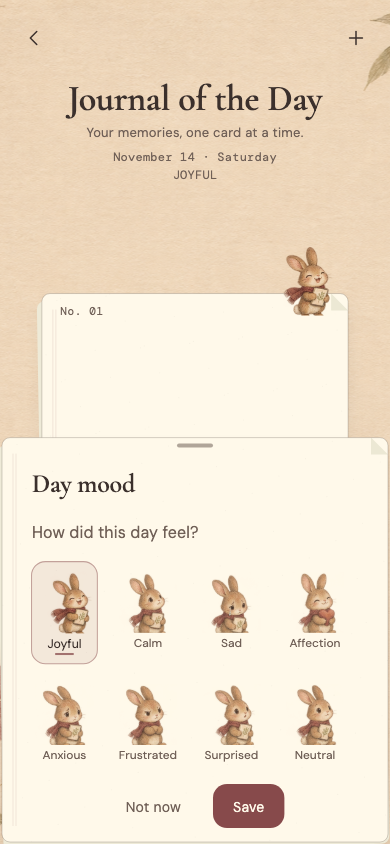 Journal of the Day
Your memories, one card at a time.
November 14 · Saturday
JOYFUL
No. 01
Day mood
How did this day feel?
Joyful Calm Sad Affection
Anxious Frustrated Surprised Neutral
Not now Save